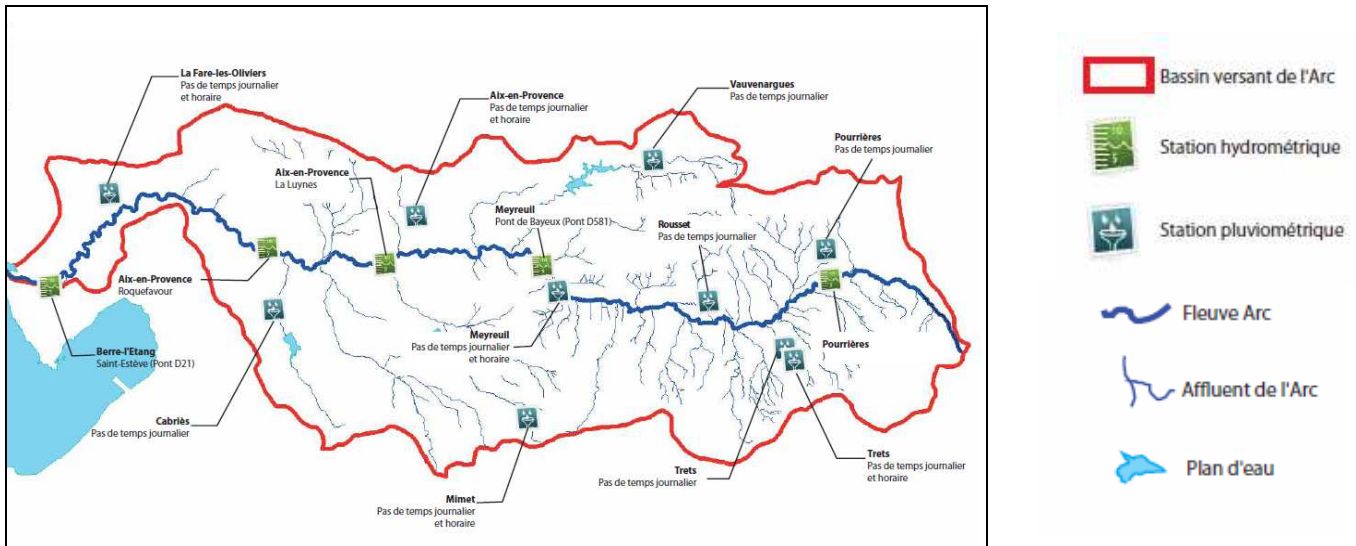 La Fare-les-Oliviers
Pas de temps journalier
et horaire
Aix-en-Provence
Pas de temps journalier
et horaire
Vauvenargues
Pas de temps journalier
Pourrières
Pas de temps journalier
Aix-en-Provence
La Luynes
Meyreuil
Pont de Bayeux (Pont D581)
Rousset
Pas de temps journalier
Aix-en-Provence
Roquefavour
Berre-l'Etang
Saint-Estève (Pont D21)
Meyreuil
Pas de temps journalier
et horaire
Pourrières
Cabriès
Pas de temps journalier
Mimet
Pas de temps journalier
et horaire
Trets
Pas de temps journalier
Trets
Pas de temps journalier
et horaire
Bassin versant de l'Arc
Station hydrométrique
Station pluviométrique
Fleuve Arc
Affluent de l'Arc
Plan d'eau